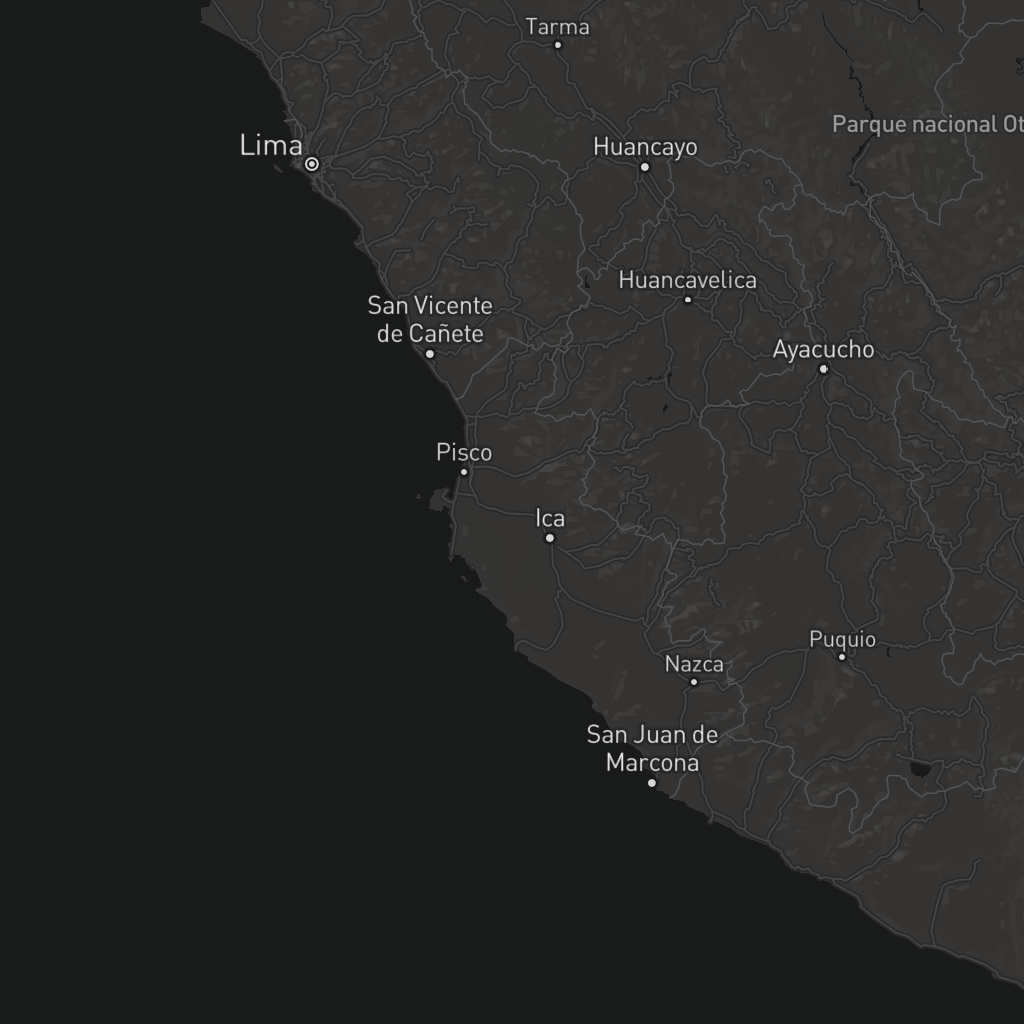 Tarma
Parque nacional Ot
Lima
Huancayo
Huancavelica
San Vicente
de Cañete
Ayacucho
Pisco
Ica
Puquio
Nazca
San Juan de
Marcona